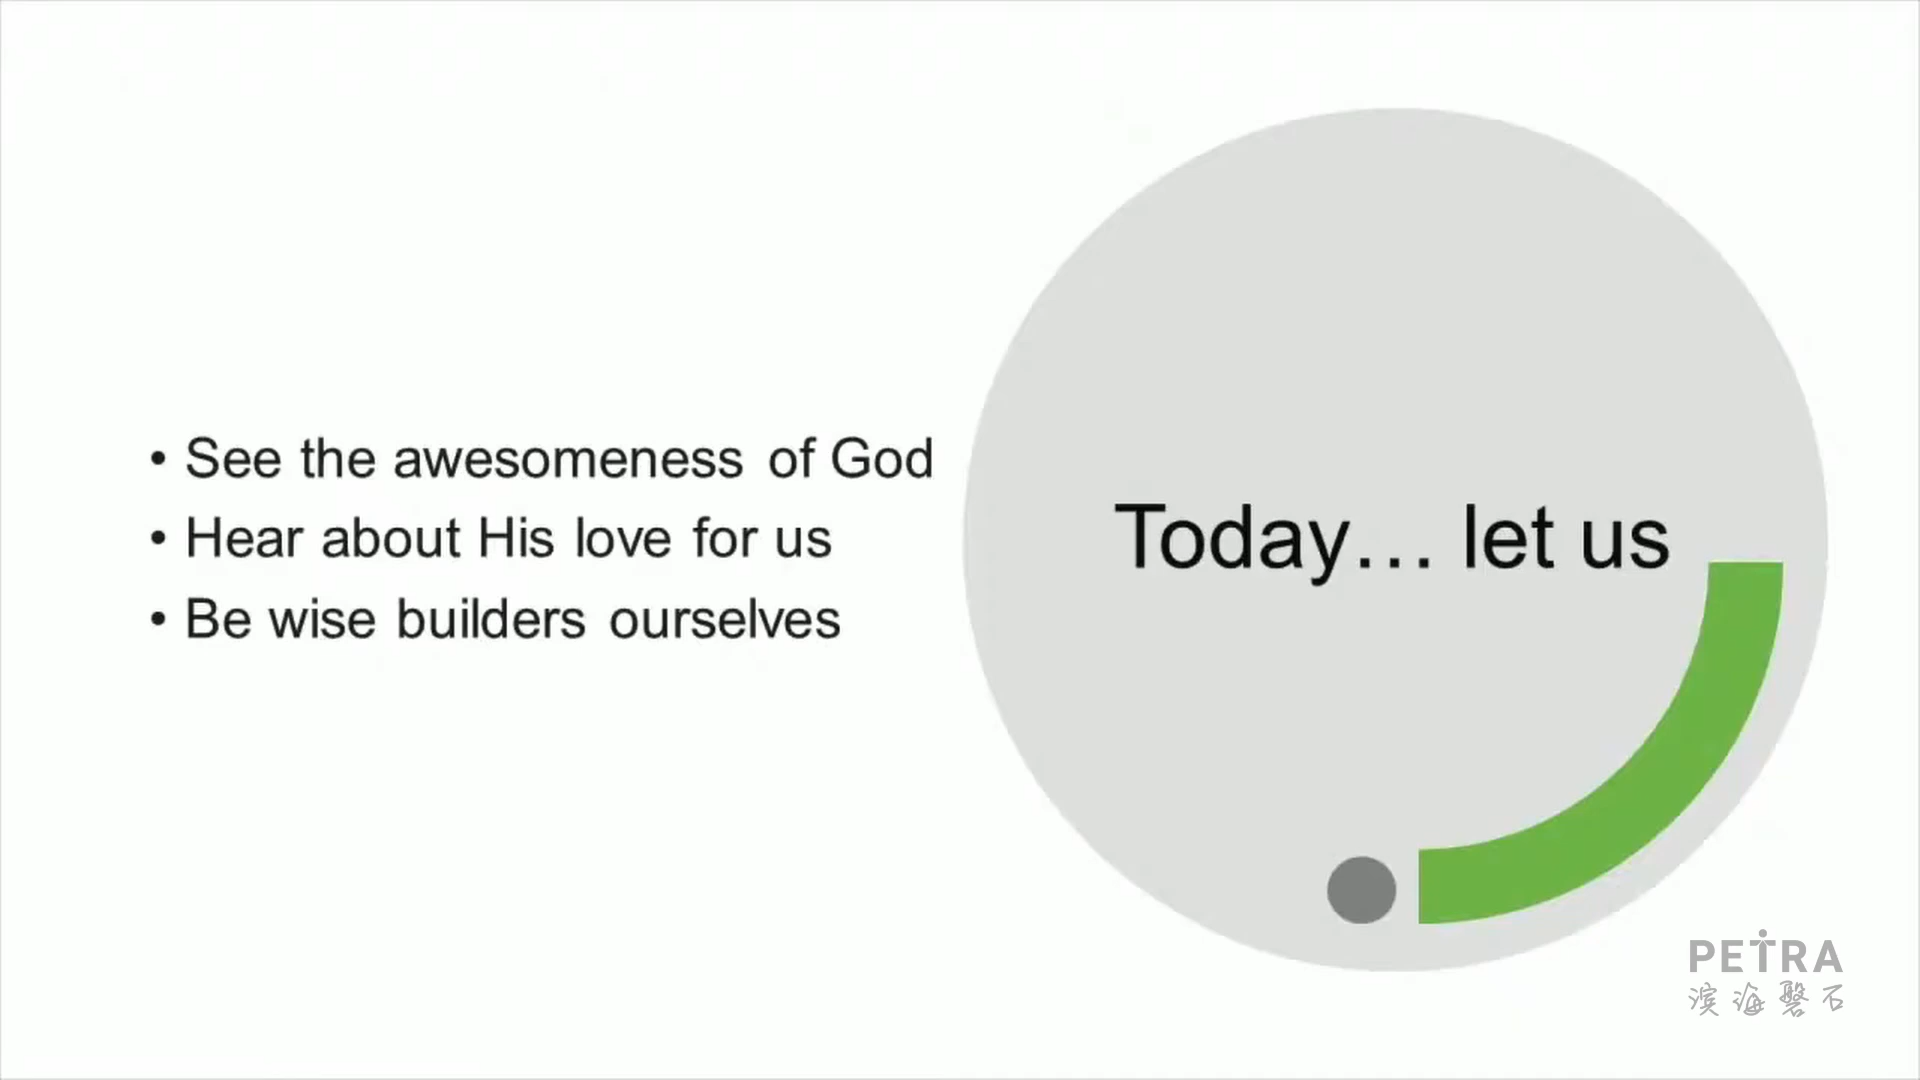 Today… let us
• See the awesomeness of God
• Hear about His love for us
• Be wise builders ourselves
PETRA
滨海磐石